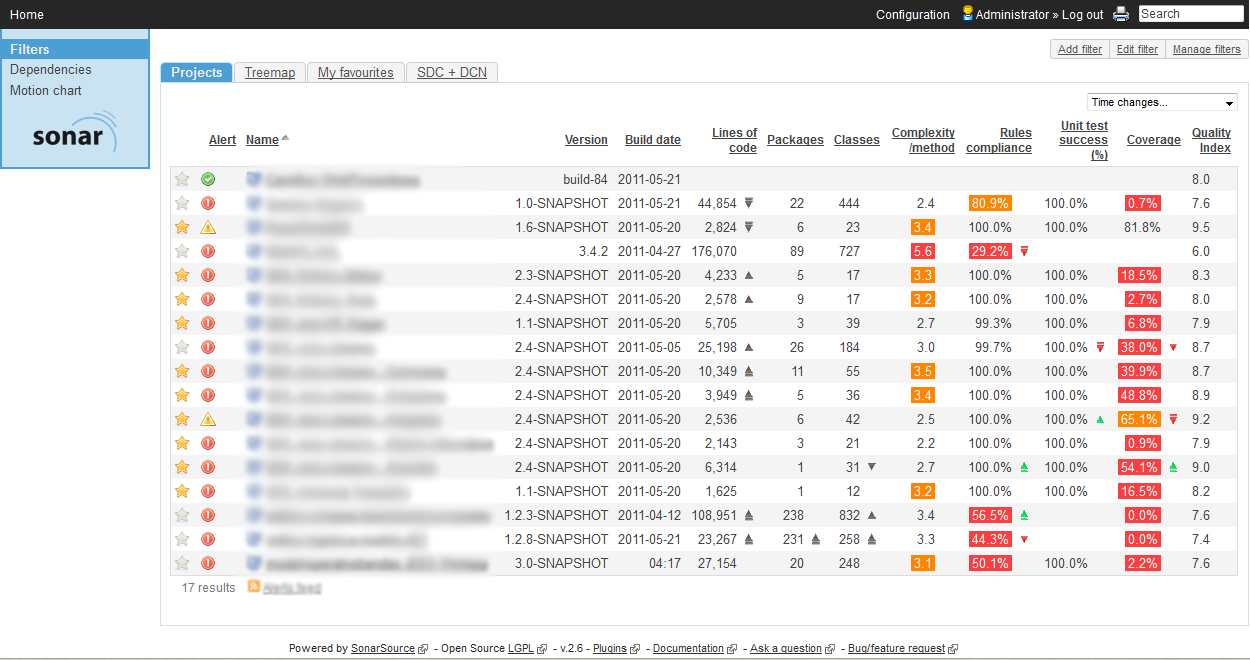 Home
Configuration Administrator » Log out Search
Filters
Dependencies
Motion chart
sonar
Add filter Edit filter Manage filters
Projects Treemap My favourites SDC + DCN
Time changes...
Alert Name Version Build date Lines of code Packages Classes Complexity /method Rules compliance Unit test success (%) Coverage Quality Index
build-84 2011-05-21 8.0
1.0-SNAPSHOT 2011-05-21 44,854 22 444 2.4 80.9% 100.0% 0.7% 7.6
1.6-SNAPSHOT 2011-05-20 2,824 6 23 3.4 100.0% 100.0% 81.8% 9.5
3.4.2 2011-04-27 176,070 89 727 5.6 29.2% 6.0
2.3-SNAPSHOT 2011-05-20 4,233 5 17 3.3 100.0% 100.0% 18.5% 8.3
2.4-SNAPSHOT 2011-05-20 2,578 9 17 3.2 100.0% 100.0% 2.7% 8.0
1.1-SNAPSHOT 2011-05-20 5,705 3 39 2.7 99.3% 100.0% 6.8% 7.9
2.4-SNAPSHOT 2011-05-05 25,198 26 184 3.0 99.7% 100.0% 38.0% 8.7
2.4-SNAPSHOT 2011-05-20 10,349 11 55 3.5 100.0% 100.0% 39.9% 8.7
2.4-SNAPSHOT 2011-05-20 3,949 5 36 3.4 100.0% 100.0% 48.8% 8.9
2.4-SNAPSHOT 2011-05-20 2,536 6 42 2.5 100.0% 100.0% 65.1% 9.2
2.4-SNAPSHOT 2011-05-20 2,143 3 21 2.2 100.0% 100.0% 0.9% 7.9
2.4-SNAPSHOT 2011-05-20 6,314 1 31 2.7 100.0% 100.0% 54.1% 9.0
1.1-SNAPSHOT 2011-05-20 1,625 1 12 3.2 100.0% 100.0% 16.5% 8.2
1.2.3-SNAPSHOT 2011-04-12 108,951 238 832 3.4 56.5% 0.0% 7.6
1.2.8-SNAPSHOT 2011-05-21 23,267 231 258 3.3 44.3% 0.0% 7.4
3.0-SNAPSHOT 04:17 27,154 20 248 3.1 50.1% 100.0% 2.2% 7.6
17 results Alerts feed
Powered by SonarSource - Open Source LGPL - v.2.6 - Plugins - Documentation - Ask a question - Bug/feature request